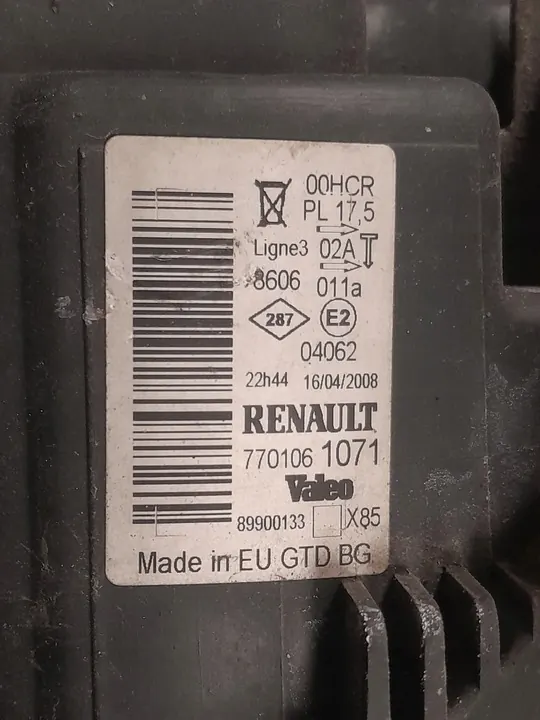 00HCR
PL 17,5
Ligne3 02A
8606 011a
287 E2
04062
22h44 16/04/2008
RENAULT
770106 1071
Valeo
89900133 X85
Made in EU GTD BG